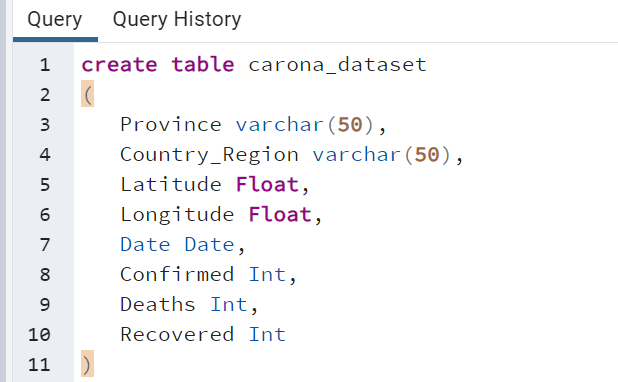 Query Query History
1 create table carona_dataset
2 (
3 Province varchar(50),
4 Country_Region varchar(50),
5 Latitude Float,
6 Longitude Float,
7 Date Date,
8 Confirmed Int,
9 Deaths Int,
10 Recovered Int
11 )